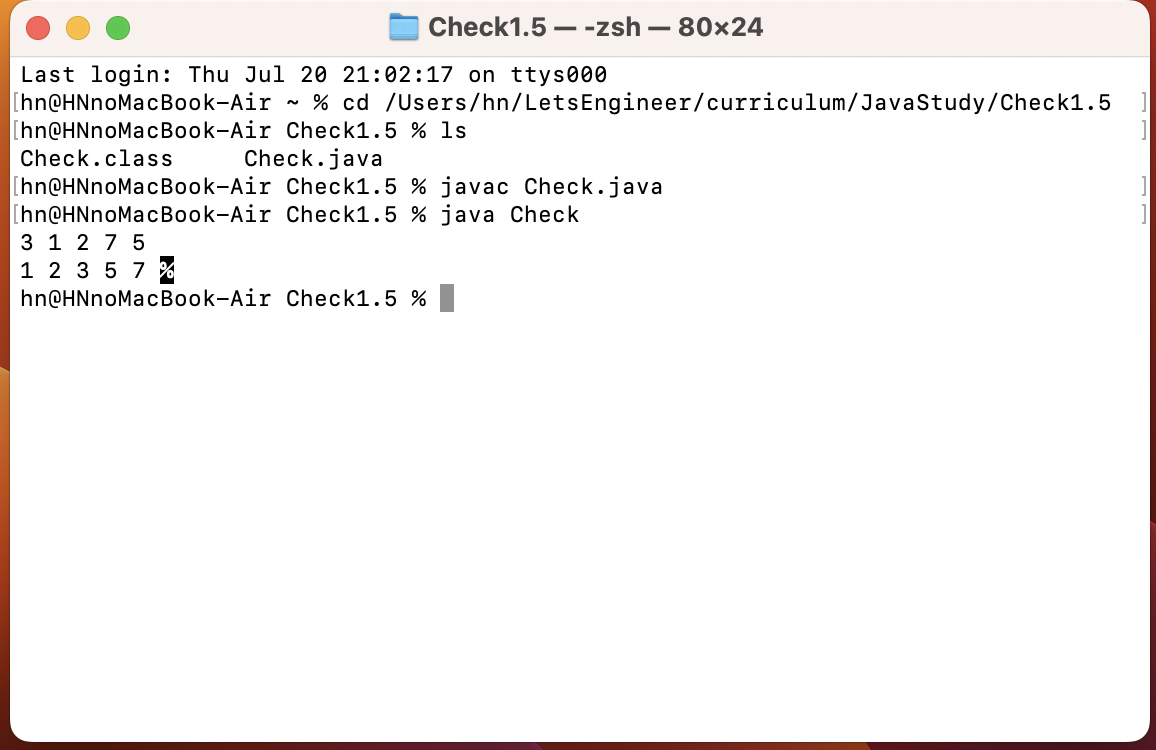 Check1.5 — -zsh — 80×24
Last login: Thu Jul 20 21:02:17 on ttys000
[hn@HNnoMacBook-Air ~ % cd /Users/hn/LetsEngineer/curriculum/JavaStudy/Check1.5 ]
[hn@HNnoMacBook-Air Check1.5 % ls ]
Check.class Check.java
[hn@HNnoMacBook-Air Check1.5 % javac Check.java ]
[hn@HNnoMacBook-Air Check1.5 % java Check ]
3 1 2 7 5
1 2 3 5 7 %
hn@HNnoMacBook-Air Check1.5 %